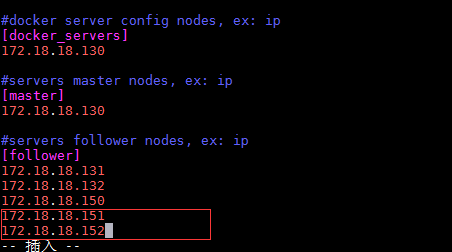 #docker server config nodes, ex: ip
[docker_servers]
172.18.18.130
#servers master nodes, ex: ip
[master]
172.18.18.130
#servers follower nodes, ex: ip
[follower]
172.18.18.131
172.18.18.132
172.18.18.150
172.18.18.151
172.18.18.152
-- 插入 --